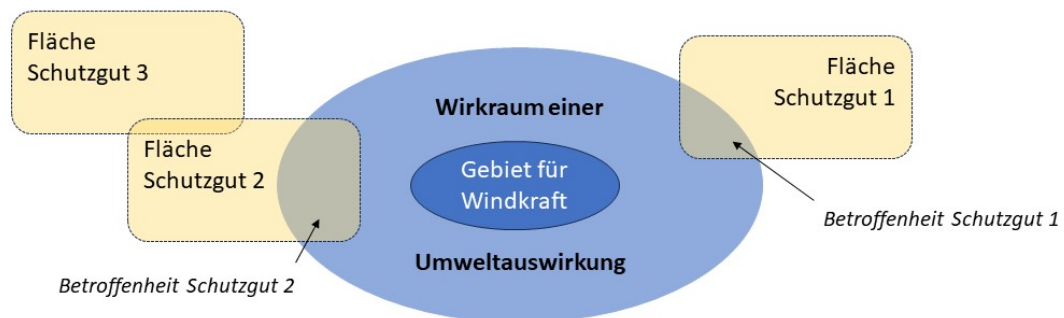 Fläche
Schutzgut 3
Fläche
Schutzgut 2
Betroffenheit Schutzgut 2
Wirkraum einer
Gebiet für
Windkraft
Umweltauswirkung
Fläche
Schutzgut 1
Betroffenheit Schutzgut 1